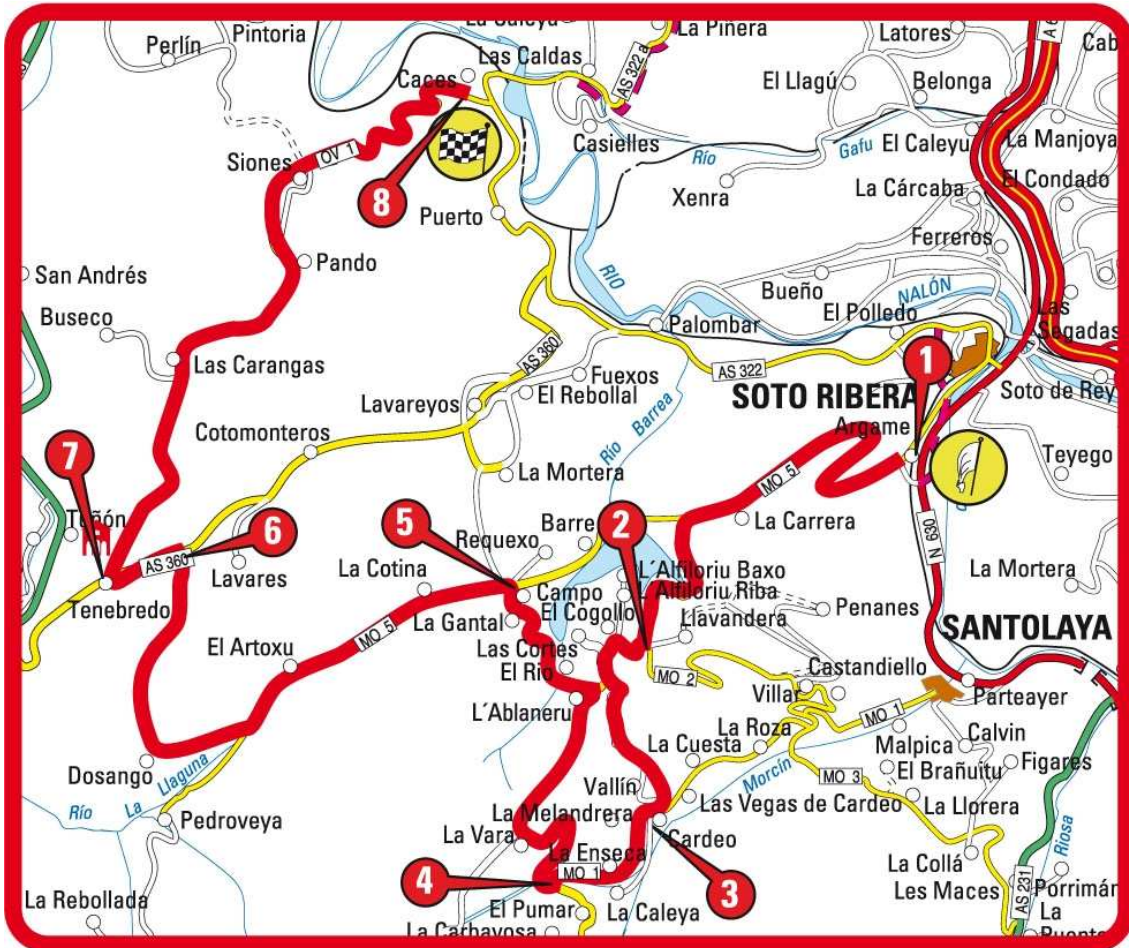 La Piñera
Pintoria
Perlín
Las Caldas
Latores
Caces
AS 322 a
El Llagú
Belonga
Siones
OV 1
Casielles
Río
Gafu
El Caleyu
La Manjoya
8
Xenra
La Cárcaba
El Condado
Puerto
Ferreros
San Andrés
Pando
RIO
Bueño
NALÓN
Buseco
Palombar
El Polledo
Las
Segadas
Las Carangas
AS 360
AS 322
1
Fuexos
SOTO RIBERA
Soto de Rey
Lavareyos
El Rebollal
Río Barrea
Argame
Cotomonteros
Teyego
7
La Mortera
MO 5
Tuñón
6
5
2
La Carrera
N 630
AS 360
Requexo
Barre
Lavares
La Cotina
L´Alfiloriu Baxo
La Mortera
Tenebredo
Campo
L´Alfiloriu Riba
Penanes
La Gantal
El Cogollo
Llavandera
SANTOLAYA
MO 5
El Artoxu
Las Cortes
El Rio
MO 2
Castandiello
Villar
Parteayer
L´Ablaneru
MO 1
La Roza
Calvin
Dosango
La Cuesta
Malpica
Figares
Río La Llaguna
Vallín
Morcín
MO 3
El Brañuitu
Pedroveya
La Melandrera
Las Vegas de Cardeo
La Llorera
La Vara
Cardeo
La Enseca
La Collá
Riosa
4
MO 1
3
Les Maces
AS 231
Porrimán
La Rebollada
El Pumar
La Caleya
La
La Carbayosa